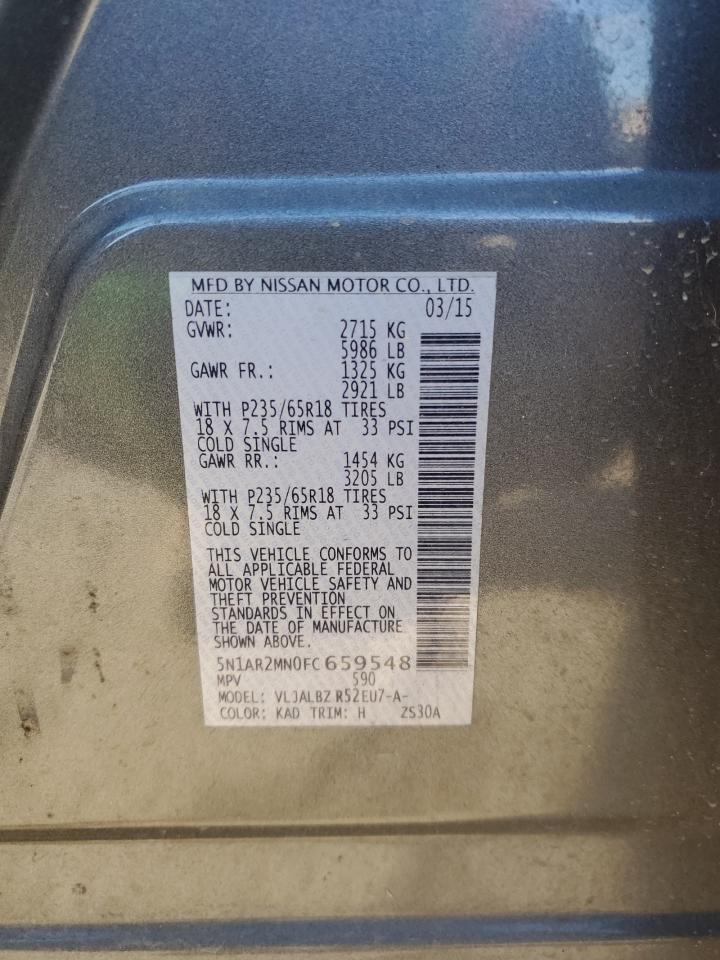 MFD BY NISSAN MOTOR CO., LTD.
DATE: 03/15
GVWR: 2715 KG
5986 LB
GAWR FR.: 1325 KG
2921 LB
WITH P235/65R18 TIRES
18 X 7.5 RIMS AT 33 PSI
COLD SINGLE
GAWR RR.: 1454 KG
3205 LB
WITH P235/65R18 TIRES
18 X 7.5 RIMS AT 33 PSI
COLD SINGLE
THIS VEHICLE CONFORMS TO
ALL APPLICABLE FEDERAL
MOTOR VEHICLE SAFETY AND
THEFT PREVENTION
STANDARDS IN EFFECT ON
THE DATE OF MANUFACTURE
SHOWN ABOVE.
5N1AR2MN0FC659548
MPV 590
MODEL: VLJALBZ R52EU7-A-
COLOR: KAD TRIM: H ZS30A